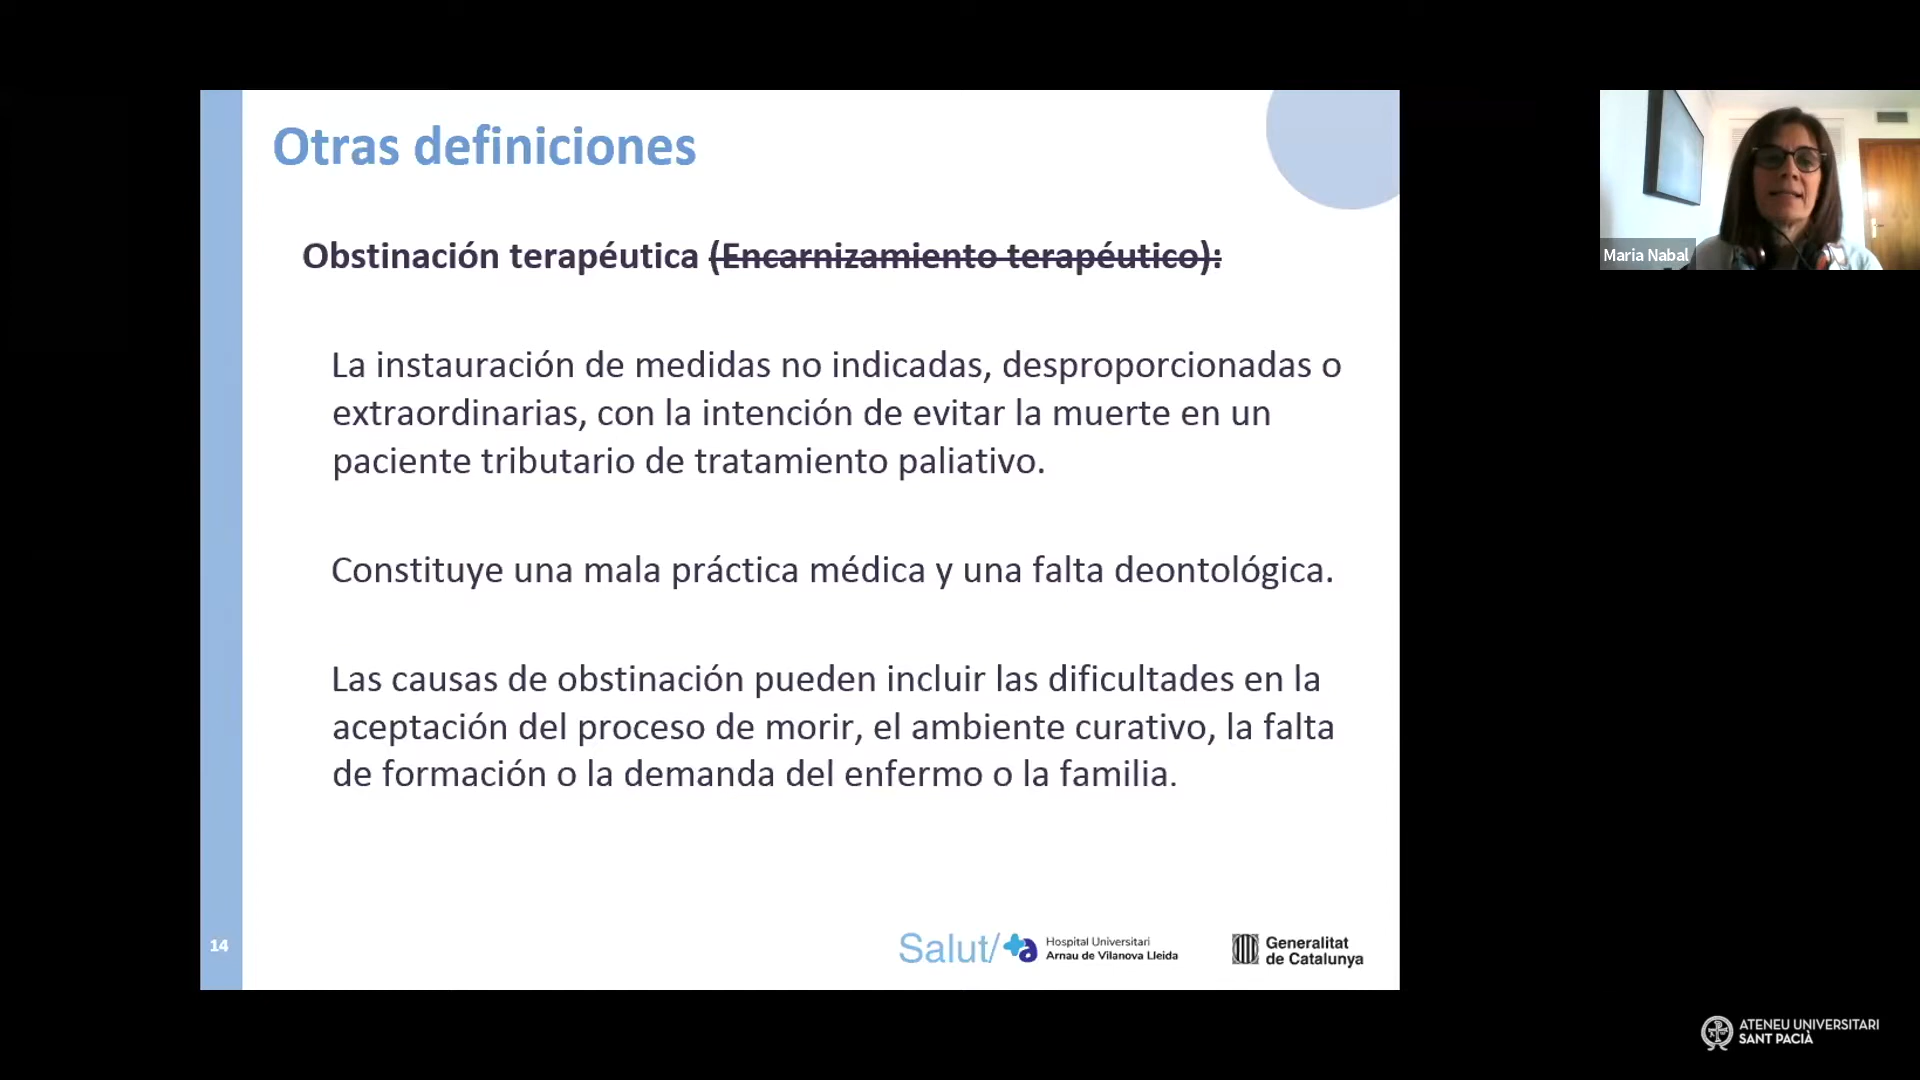 Otras definiciones
Obstinación terapéutica (Encarnizamiento terapéutico):
La instauración de medidas no indicadas, desproporcionadas o
extraordinarias, con la intención de evitar la muerte en un
paciente tributario de tratamiento paliativo.
Constituye una mala práctica médica y una falta deontológica.
Las causas de obstinación pueden incluir las dificultades en la
aceptación del proceso de morir, el ambiente curativo, la falta
de formación o la demanda del enfermo o la familia.
14
Salut/
Hospital Universitari
Arnau de Vilanova Lleida
Generalitat
de Catalunya
Maria Nabal
ATENEU UNIVERSITARI
SANT PACIÀ